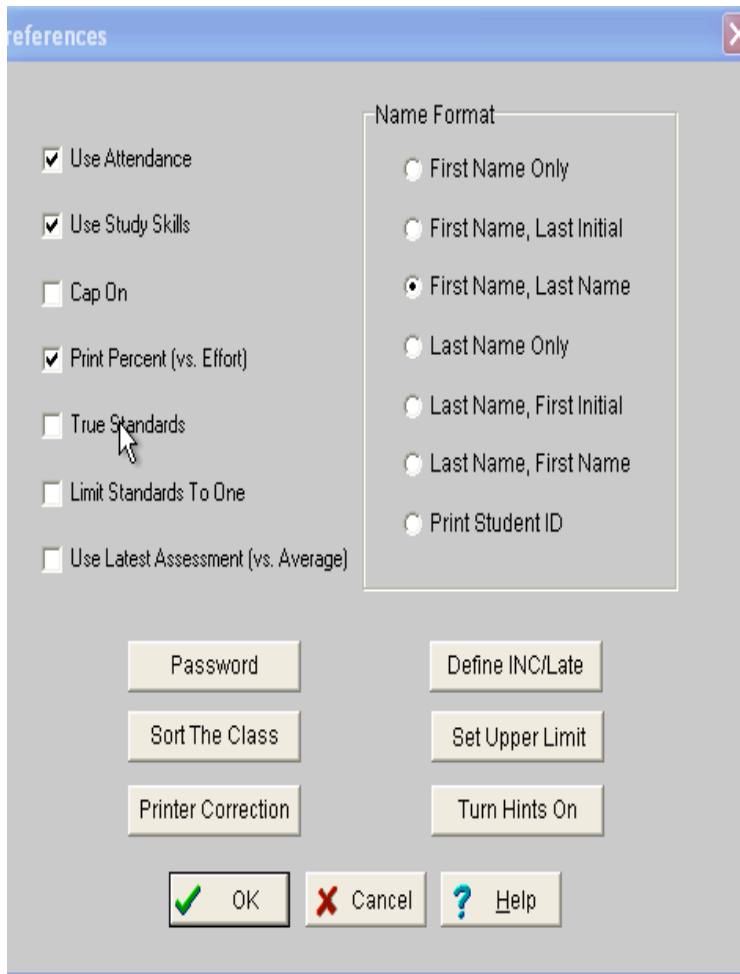 references
Use Attendance
Use Study Skills
Cap On
Print Percent (vs. Effort)
True Standards
Limit Standards To One
Use Latest Assessment (vs. Average)
Name Format
First Name Only
First Name, Last Initial
First Name, Last Name
Last Name Only
Last Name, First Initial
Last Name, First Name
Print Student ID
Password
Define INC/Late
Sort The Class
Set Upper Limit
Printer Correction
Turn Hints On
OK
Cancel
Help